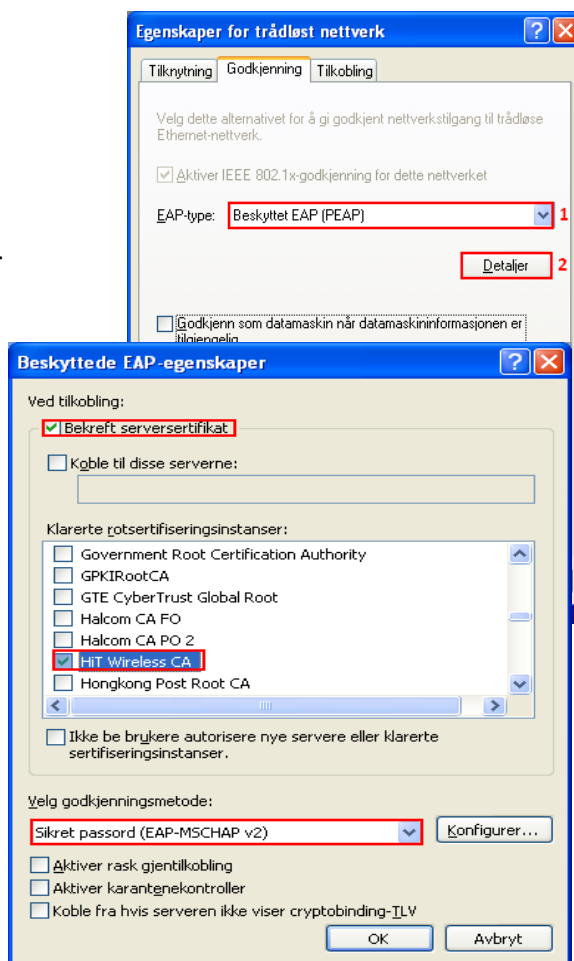 Egenskaper for trådløst nettverk
Tilknytning Godkjenning Tilkobling
Velg dette alternativet for å gi godkjent nettverkstilgang til trådløse
Ethernet-nettverk.
Aktiver IEEE 802.1x-godkjenning for dette nettverket
EAP-type: Beskyttet EAP (PEAP) 1
Detaljer 2
.
Godkjenn som datamaskin når datamaskininformasjonen er
tilgjengelig
Beskyttede EAP-egenskaper
Ved tilkobling:
Bekreft serversertifikat
Koble til disse serverne:
Klarerte rotsertifiseringsinstanser:
Government Root Certification Authority
GPKIRootCA
GTE CyberTrust Global Root
Halcom CA FO
Halcom CA PO 2
HiT Wireless CA
Hongkong Post Root CA
Ikke be brukere autorisere nye servere eller klarerte
sertifiseringsinstanser.
Velg godkjenningsmetode:
Sikret passord (EAP-MSCHAP v2) Konfigurer...
Aktiver rask gjentilkobling
Aktiver karantenekontroller
Koble fra hvis serveren ikke viser cryptobinding-TLV
OK Avbryt